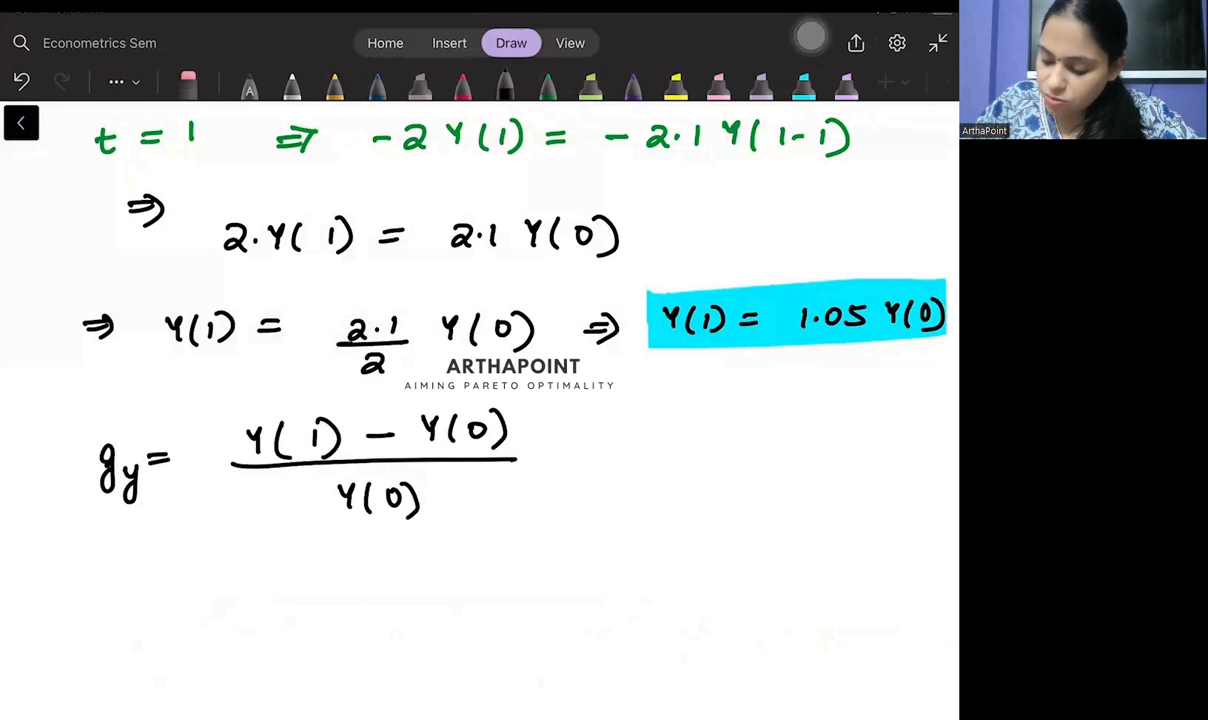 Econometrics Sem
Home Insert Draw View
A
t = 1 ⇒ - 2 Y(1) = - 2.1 Y(1-1)
⇒ 2.Y(1) = 2.1 Y(0)
⇒ Y(1) = 2.1/2 Y(0) ⇒ Y(1) = 1.05 Y(0)
ARTHAPOINT
AIMING PARETO OPTIMALITY
gy = Y(1) - Y(0) / Y(0)
ArthaPoint